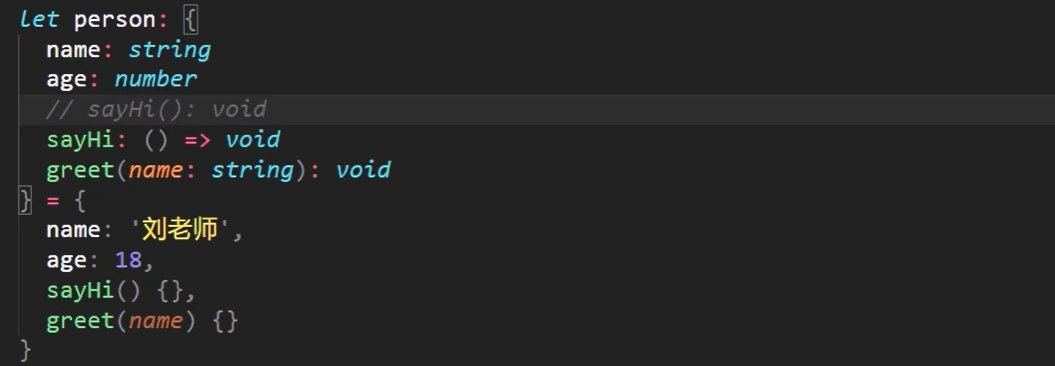 let person: {
  name: string
  age: number
  // sayHi(): void
  sayHi: () => void
  greet(name: string): void
} = {
  name: '刘老师',
  age: 18,
  sayHi() {},
  greet(name) {}
}